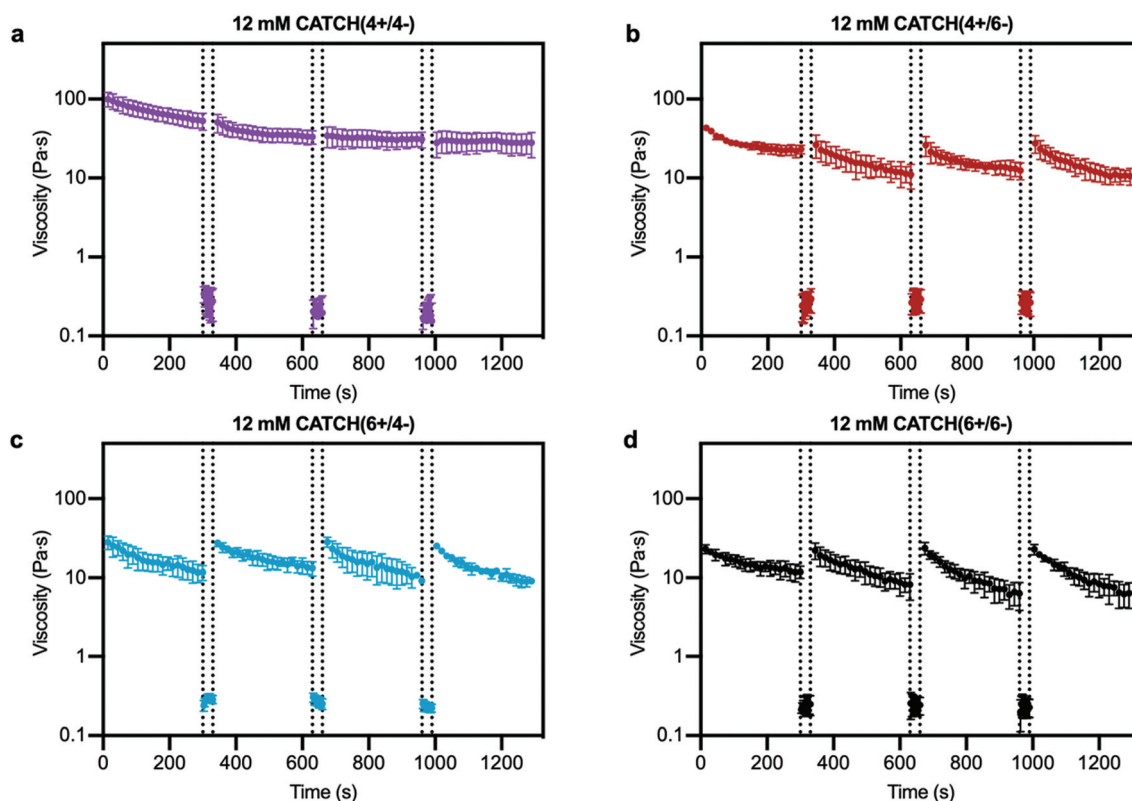 a
12 mM CATCH(4+/4-)
Viscosity (Pa·s)
100
10
1
0.1
0 200 400 600 800 1000 1200
Time (s)
b
12 mM CATCH(4+/6-)
Viscosity (Pa·s)
100
10
1
0.1
0 200 400 600 800 1000 1200
Time (s)
c
12 mM CATCH(6+/4-)
Viscosity (Pa·s)
100
10
1
0.1
0 200 400 600 800 1000 1200
Time (s)
d
12 mM CATCH(6+/6-)
Viscosity (Pa·s)
100
10
1
0.1
0 200 400 600 800 1000 1200
Time (s)